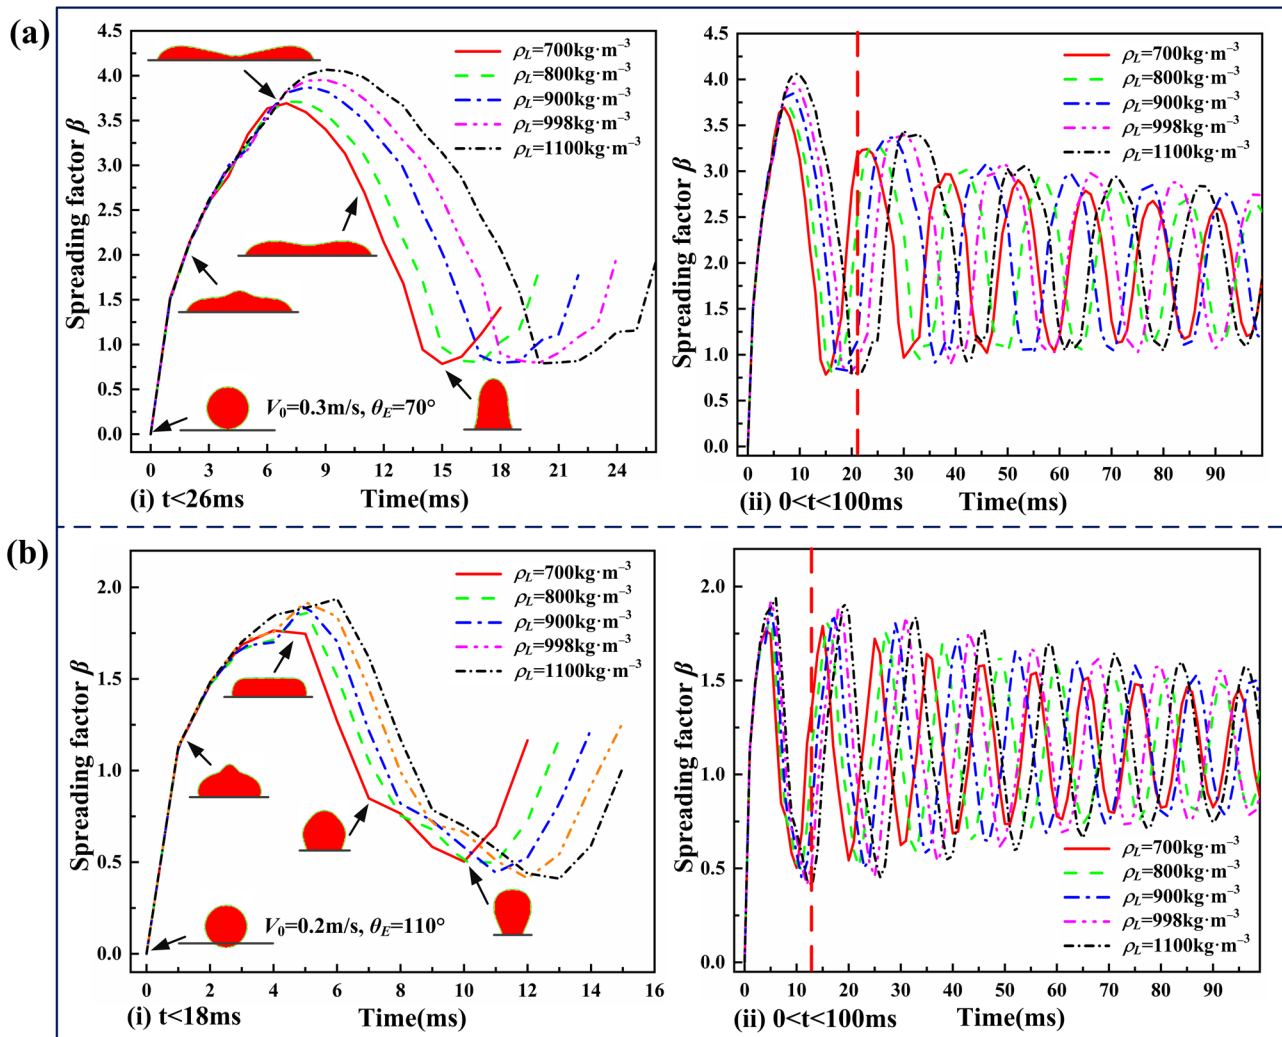 (a)
4.5
4.0
3.5
3.0
2.5
2.0
1.5
1.0
0.5
0.0
Spreading factor β
ρL=700kg·m⁻³
ρL=800kg·m⁻³
ρL=900kg·m⁻³
ρL=998kg·m⁻³
ρL=1100kg·m⁻³
V₀=0.3m/s, θE=70°
0 3 6 9 12 15 18 21 24
(i) t<26ms Time(ms)
4.5
4.0
3.5
3.0
2.5
2.0
1.5
1.0
0.5
0.0
Spreading factor β
ρL=700kg·m⁻³
ρL=800kg·m⁻³
ρL=900kg·m⁻³
ρL=998kg·m⁻³
ρL=1100kg·m⁻³
0 10 20 30 40 50 60 70 80 90
(ii) 0<t<100ms Time(ms)
(b)
2.0
1.5
1.0
0.5
0.0
Spreading factor β
ρL=700kg·m⁻³
ρL=800kg·m⁻³
ρL=900kg·m⁻³
ρL=998kg·m⁻³
ρL=1100kg·m⁻³
V₀=0.2m/s, θE=110°
0 2 4 6 8 10 12 14 16
(i) t<18ms Time(ms)
2.0
1.5
1.0
0.5
0.0
Spreading factor β
ρL=700kg·m⁻³
ρL=800kg·m⁻³
ρL=900kg·m⁻³
ρL=998kg·m⁻³
ρL=1100kg·m⁻³
0 10 20 30 40 50 60 70 80 90
(ii) 0<t<100ms Time(ms)